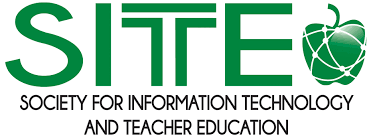 SITE
SOCIETY FOR INFORMATION TECHNOLOGY
AND TEACHER EDUCATION